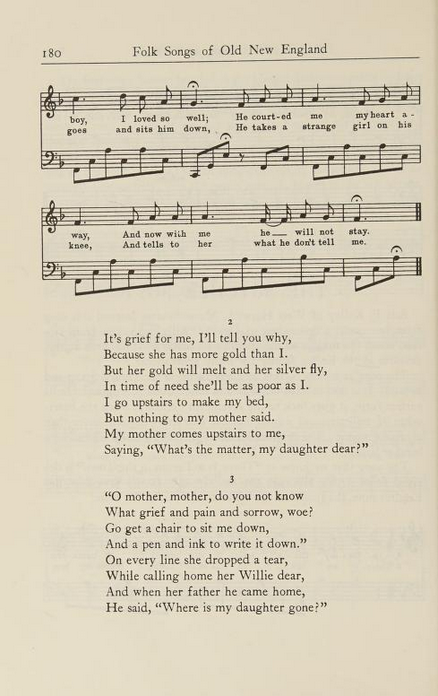 180 Folk Songs of Old New England
boy, I loved so well; He court-ed me my heart a-
goes and sits him down, He takes a strange girl on his
way, And now with me he will not stay.
knee, And tells to her what he don't tell me.
2
It's grief for me, I'll tell you why,
Because she has more gold than I.
But her gold will melt and her silver fly,
In time of need she'll be as poor as I.
I go upstairs to make my bed,
But nothing to my mother said.
My mother comes upstairs to me,
Saying, “What's the matter, my daughter dear?”
3
“O mother, mother, do you not know
What grief and pain and sorrow, woe?
Go get a chair to sit me down,
And a pen and ink to write it down.”
On every line she dropped a tear,
While calling home her Willie dear,
And when her father he came home,
He said, “Where is my daughter gone?”